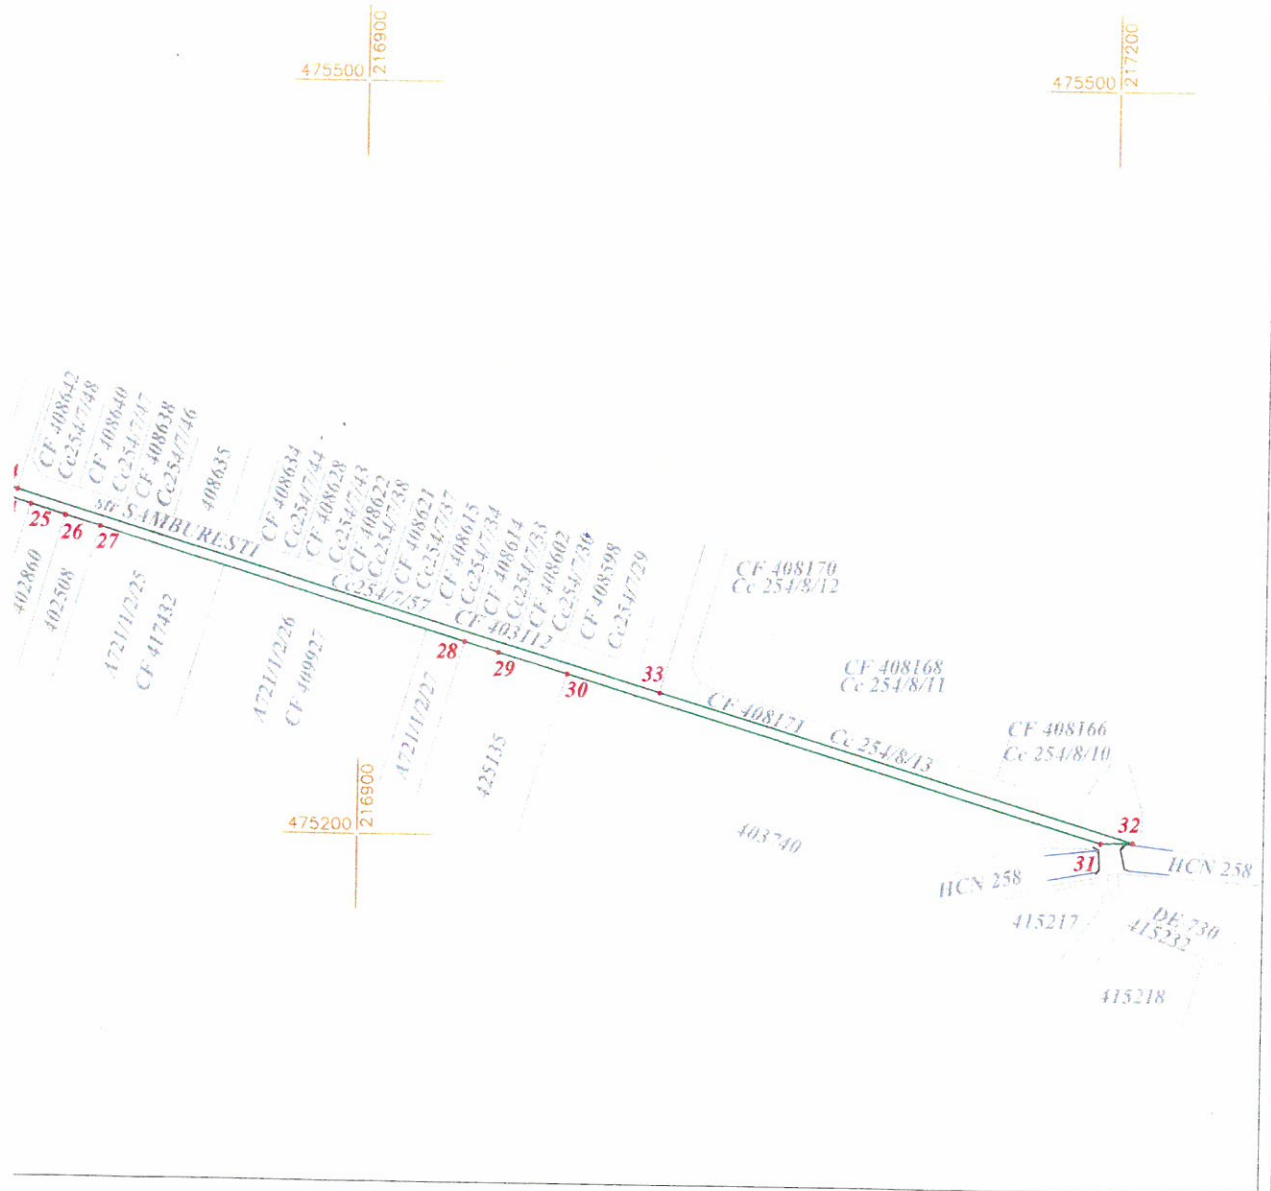 475500
216900
475500
217200
CF 408642
Cc254/7/48
CF 408640
Cc254/7/47
CF 408638
Cc254/7/46
408635
CF 408634
Cc254/7/44
CF 408628
Cc254/7/43
CF 408622
Cc254/7/38
CF 408621
Cc254/7/37
CF 408615
Cc254/7/34
CF 408614
Cc254/7/33
CF 408602
Cc254/7/30
CF 408598
Cc254/7/29
str SAMBURESTI
Cc254/7/57
CF 403112
25
26
27
28
29
30
33
402860
402508
A721/1/2/25
CF 417432
A721/1/2/26
CF 409927
A721/1/2/27
425135
CF 408170
Cc 254/8/12
CF 408168
Cc 254/8/11
CF 408171
Cc 254/8/13
CF 408166
Cc 254/8/10
475200
216900
403740
32
31
HCN 258
HCN 258
415217
DE 730
415232
415218